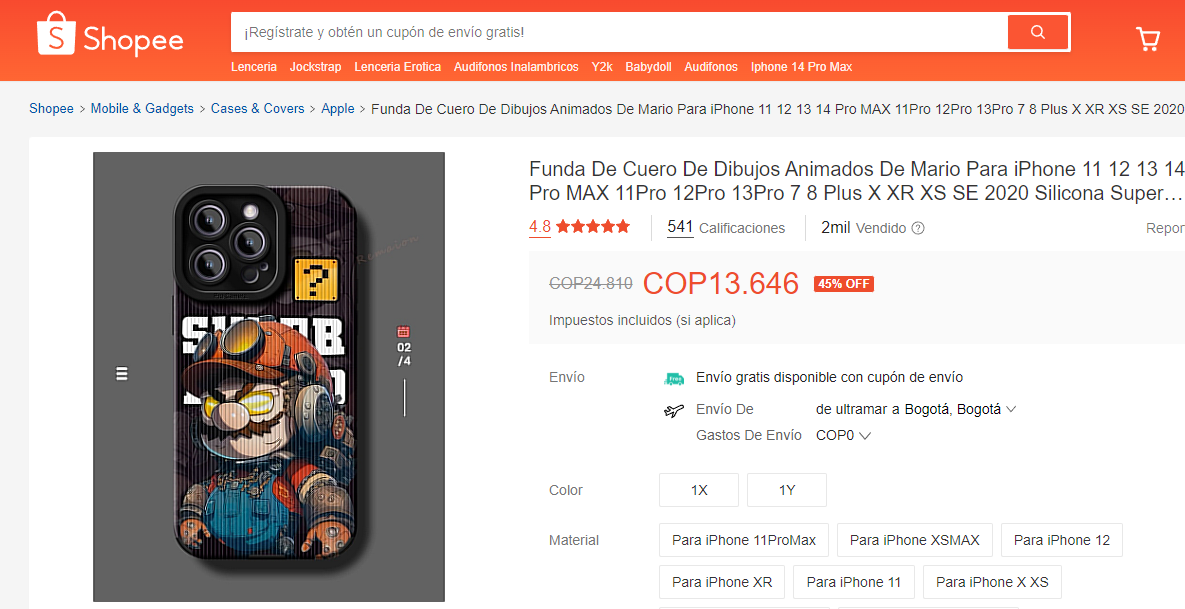 Shopee
¡Regístrate y obtén un cupón de envío gratis!
Lenceria Jockstrap Lenceria Erotica Audifonos Inalambricos Y2k Babydoll Audifonos Iphone 14 Pro Max
Shopee > Mobile & Gadgets > Cases & Covers > Apple > Funda De Cuero De Dibujos Animados De Mario Para iPhone 11 12 13 14 Pro MAX 11Pro 12Pro 13Pro 7 8 Plus X XR XS SE 2020
Funda De Cuero De Dibujos Animados De Mario Para iPhone 11 12 13 14
Pro MAX 11Pro 12Pro 13Pro 7 8 Plus X XR XS SE 2020 Silicona Super...
4.8 541 Calificaciones 2mil Vendido ? Repor
COP24.810 COP13.646 45% OFF
Impuestos incluidos (si aplica)
?
02
/4
Envío Free Envío gratis disponible con cupón de envío
Envío De de ultramar a Bogotá, Bogotá
Gastos De Envío COP0
Color 1X 1Y
Material Para iPhone 11ProMax Para iPhone XSMAX Para iPhone 12
Para iPhone XR Para iPhone 11 Para iPhone X XS